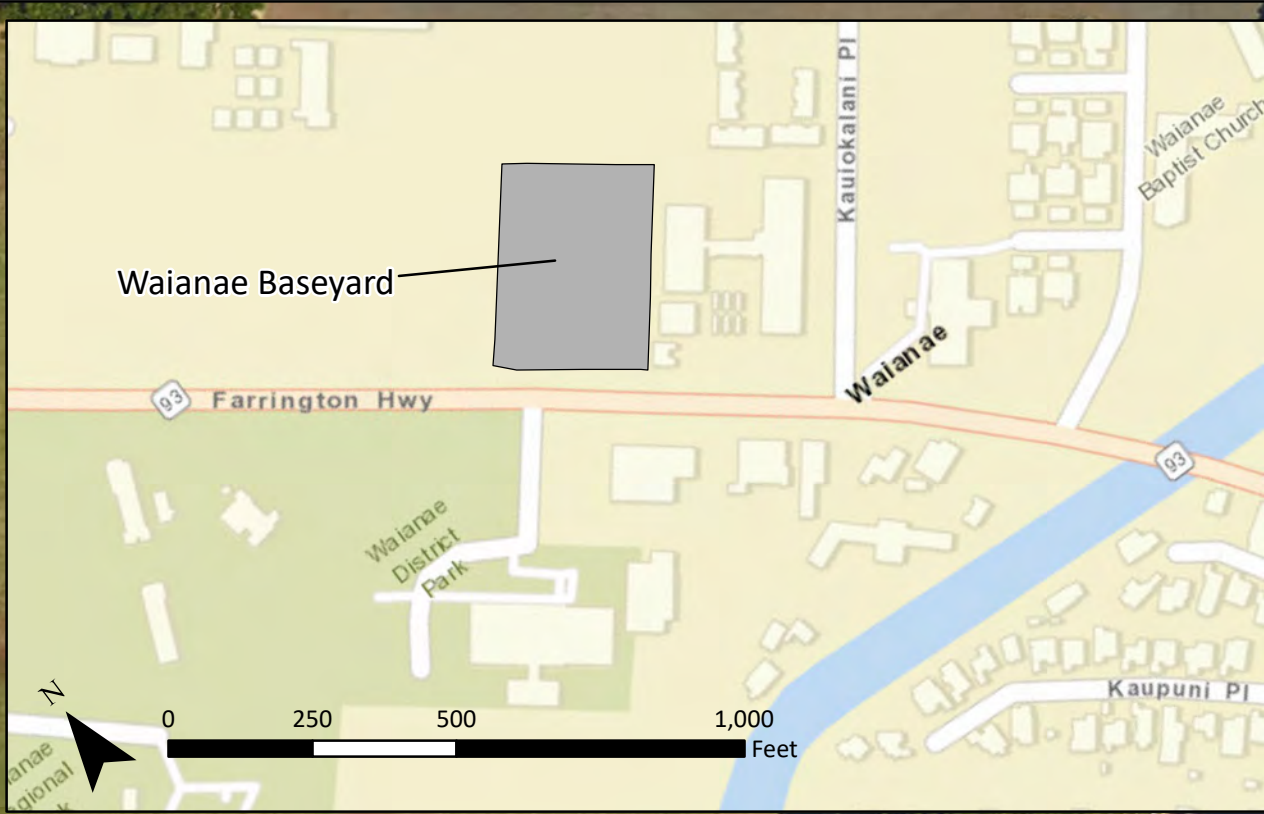 Kauiokalani Pl
Waianae
Baptist Church
Waianae Baseyard
Waianae
93
Farrington Hwy
93
Waianae
District
Park
Kaupuni Pl
N
0 250 500 1,000
Feet